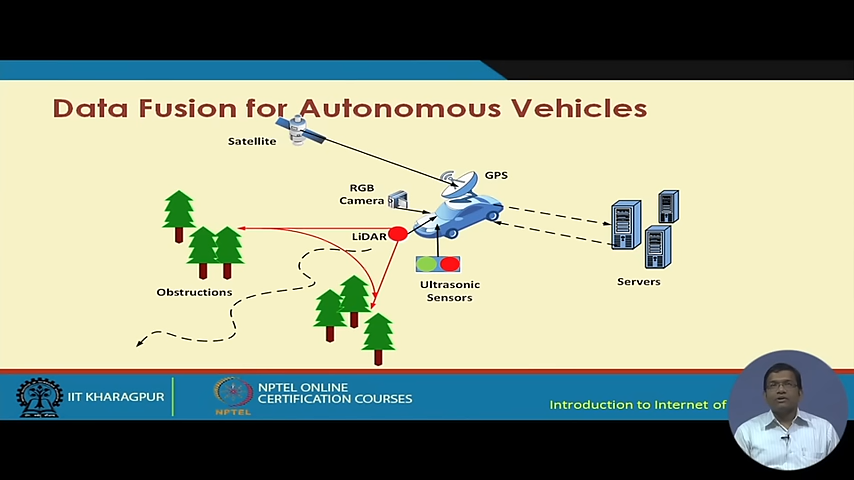 Data Fusion for Autonomous Vehicles
Satellite
GPS
RGB
Camera
LiDAR
Obstructions
Ultrasonic
Sensors
Servers
IIT KHARAGPUR
NPTEL
NPTEL ONLINE
CERTIFICATION COURSES
Introduction to Internet of